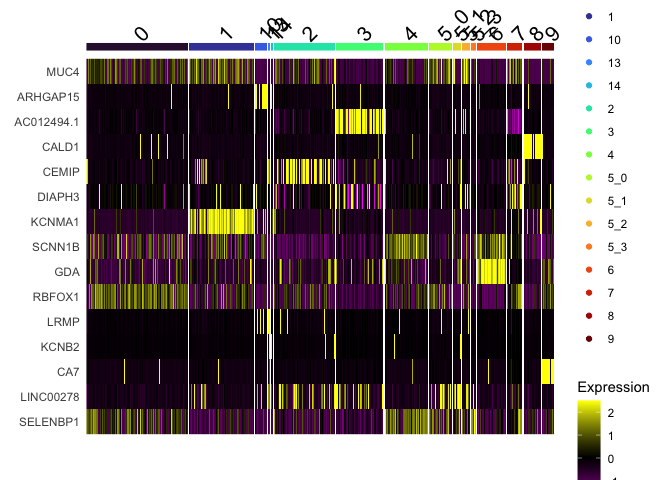 0 1 2 3 4 5 6 7 8 9
1
10
13
14
2
3
4
5_0
5_1
5_2
5_3
6
7
8
9
MUC4
ARHGAP15
AC012494.1
CALD1
CEMIP
DIAPH3
KCNMA1
SCNN1B
GDA
RBFOX1
LRMP
KCNB2
CA7
LINC00278
SELENBP1
Expression
2
1
0